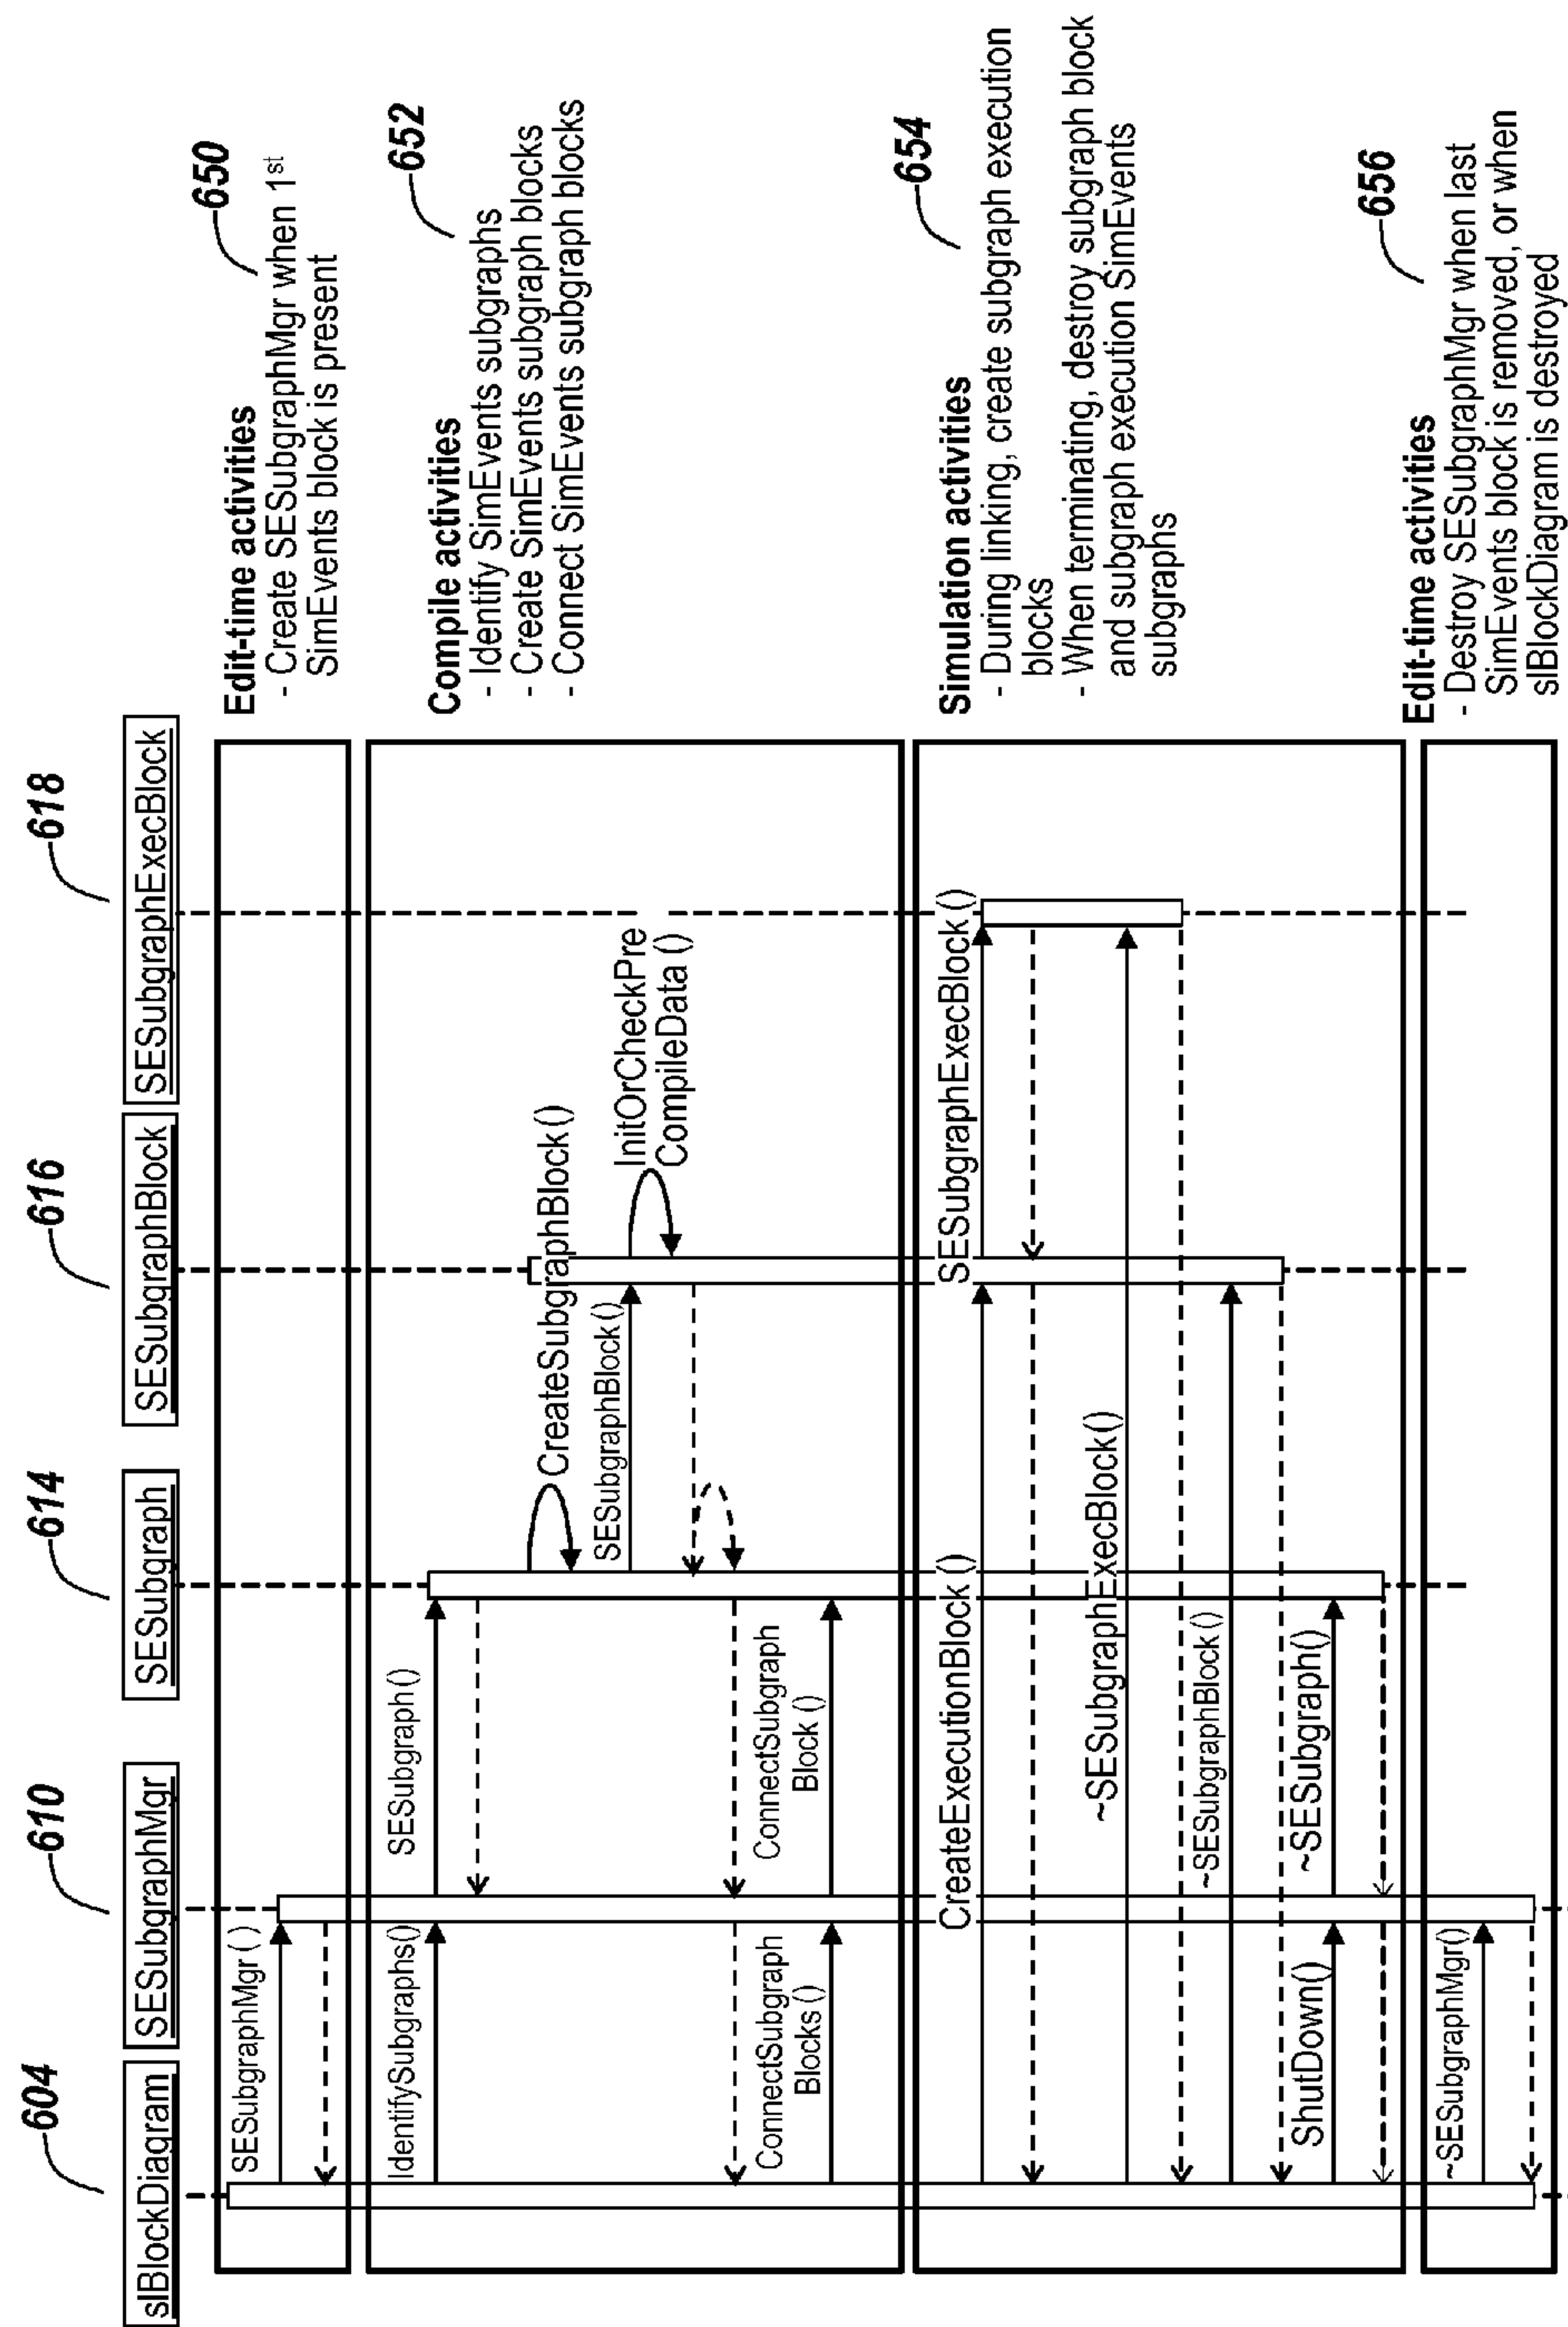 604
610
614
616
618
slBlockDiagram
SESubgraphMgr
SESubgraph
SESubgraphBlock
SESubgraphExecBlock
650
Edit-time activities
- Create SESubgraphMgr when 1st
SimEvents block is present
SESubgraphMgr ()
652
Compile activities
- Identify SimEvents subgraphs
- Create SimEvents subgraph blocks
- Connect SimEvents subgraph blocks
IdentifySubgraphs()
SESubgraph()
CreateSubgraphBlock()
SESubgraphBlock()
InitOrCheckPre
CompileData ()
ConnectSubgraph
Blocks ()
ConnectSubgraph
Block ()
654
Simulation activities
- During linking, create subgraph execution
blocks
- When terminating, destroy subgraph block
and subgraph execution SimEvents
subgraphs
CreateExecutionBlock ()
SESubgraphExecBlock ()
~SESubgraphExecBlock()
~SESubgraphBlock()
ShutDown()
~SESubgraph()
656
Edit-time activities
- Destroy SESubgraphMgr when last
SimEvents block is removed, or when
slBlockDiagram is destroyed
~SESubgraphMgr()